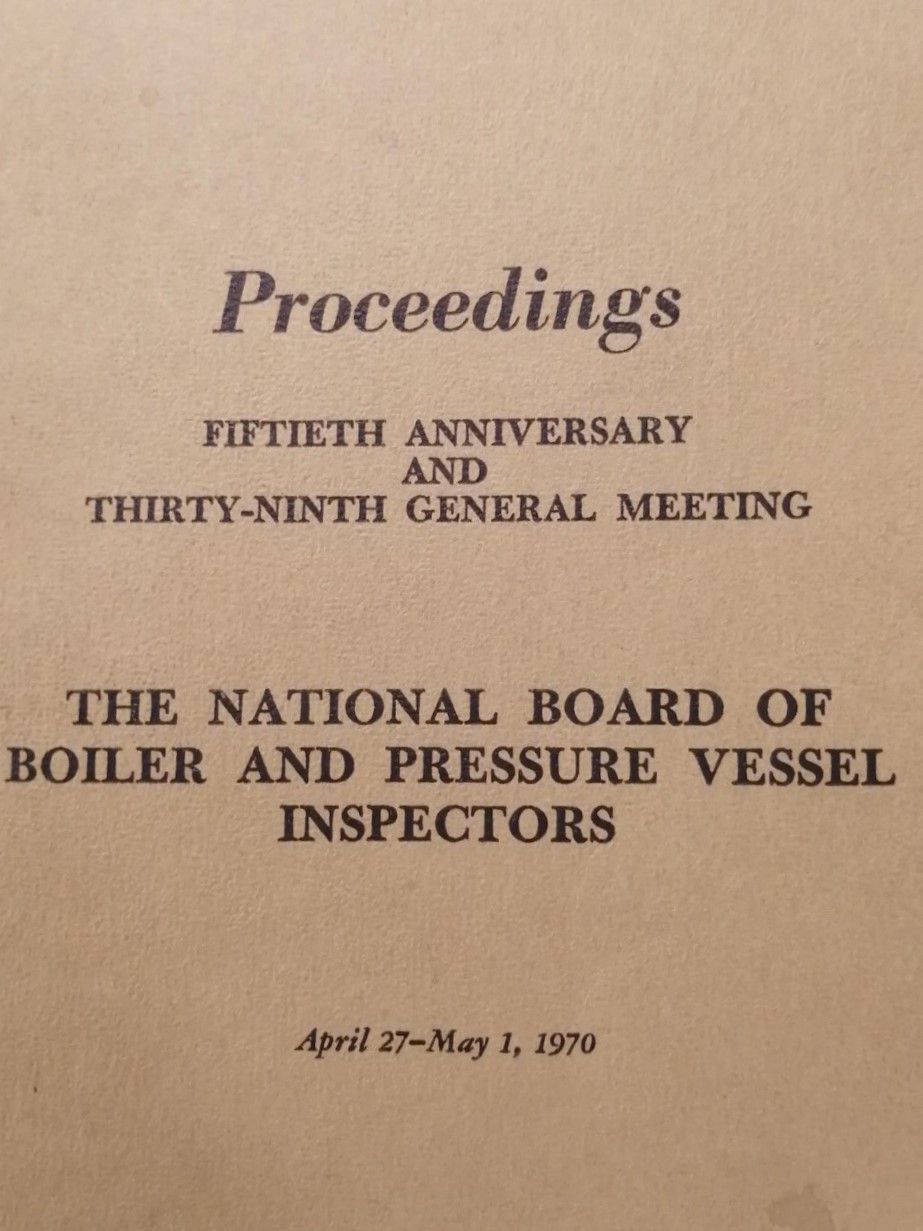 Proceedings
FIFTIETH ANNIVERSARY
AND
THIRTY-NINTH GENERAL MEETING
THE NATIONAL BOARD OF
BOILER AND PRESSURE VESSEL
INSPECTORS
April 27–May 1, 1970